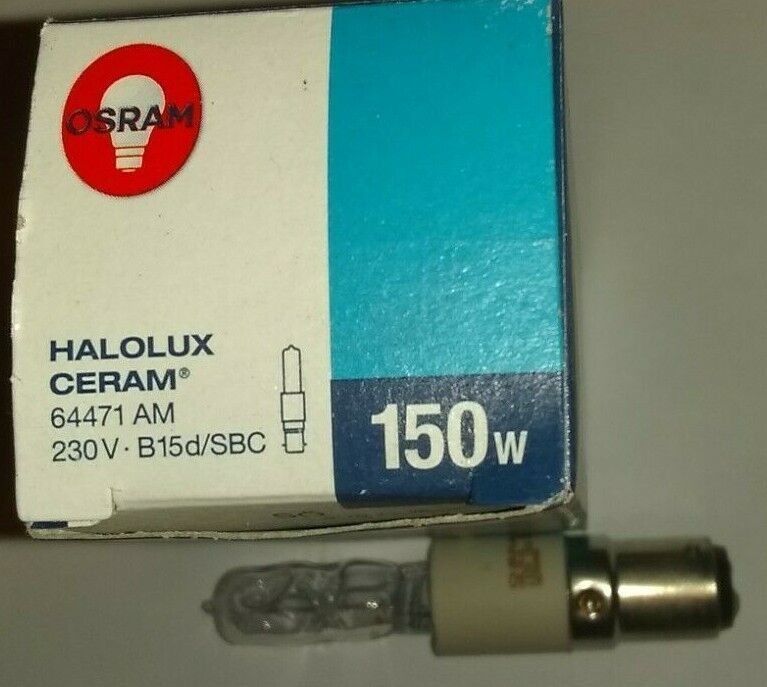 OSRAM
HALOLUX
CERAM®
64471 AM
230V · B15d/SBC
150W